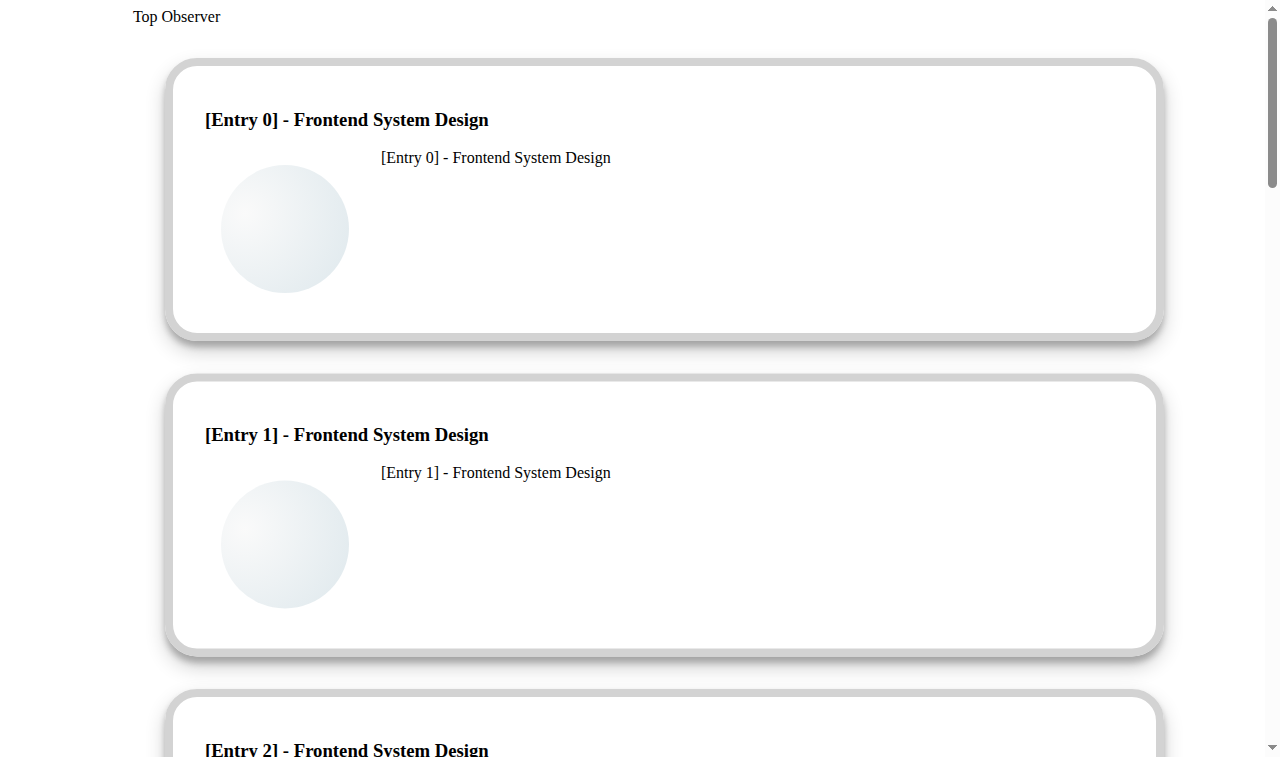 Top Observer
[Entry 0] - Frontend System Design
[Entry 0] - Frontend System Design
[Entry 1] - Frontend System Design
[Entry 1] - Frontend System Design
[Entry 2] - Frontend System Design